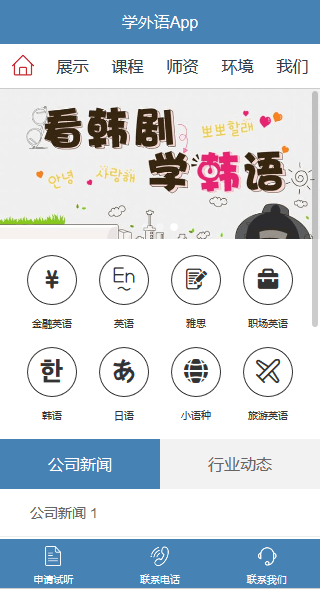 学外语App
展示 课程 师资 环境 我们
看韩剧
뽀뽀할래
안녕 사랑해
学韩语
¥ En
金融英语 英语 雅思 职场英语
한 あ
韩语 日语 小语种 旅游英语
公司新闻 行业动态
公司新闻 1
申请试听 联系电话 联系我们